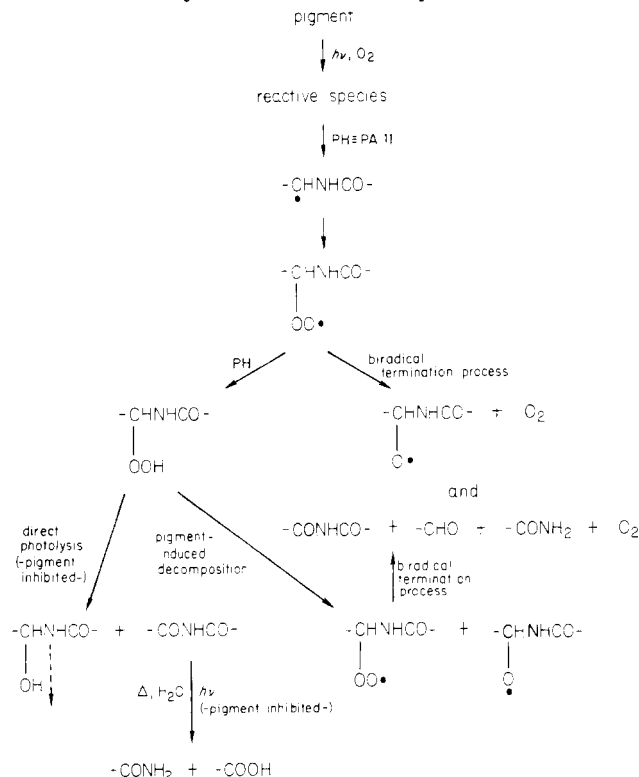 pigment
hν, O₂
reactive species
PH≡PA 11
-CHNHCO-
•
-CHNHCO-
OO•
PH
biradical
termination process
-CHNHCO-
OOH
-CHNHCO- + O₂
O•
and
-CONHCO- + -CHO + -CONH₂ + O₂
direct
photolysis
(-pigment
inhibited-)
pigment-
nduced
decomposition
biradical
termination
process
-CHNHCO- + -CONHCO-
OH
-CHNHCO- + -CHNHCO-
OO•
O
•
Δ, H₂O
hν
(-pigment inhibited-)
-CONH₂ + -COOH